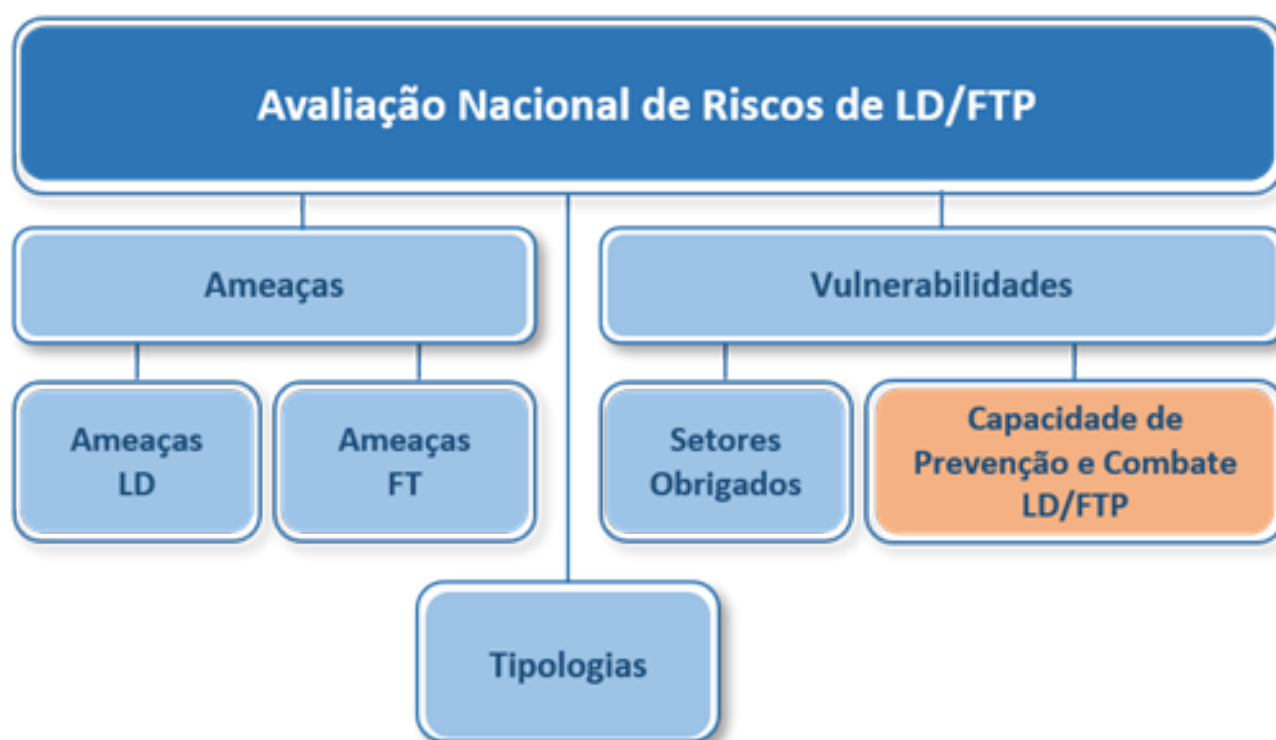 Avaliação Nacional de Riscos de LD/FTP
Ameaças
Vulnerabilidades
Ameaças
LD
Ameaças
FT
Setores
Obrigados
Capacidade de
Prevenção e Combate
LD/FTP
Tipologias